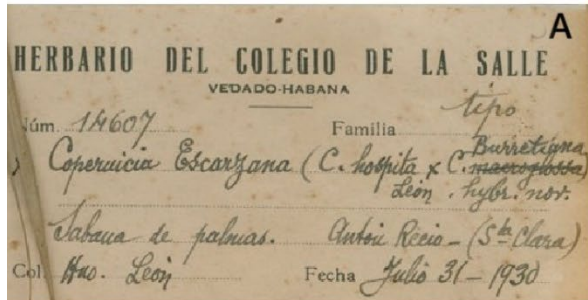 A
HERBARIO DEL COLEGIO DE LA SALLE
VEDADO-HABANA
tipo
Núm. 14607 Familia
Burretiana
Copernicia Escarzana (C. hospita x C. macroglossa)
León. hybr. nov.
Sabana de palmas. Antón Recio - (Sta Clara)
Col. Hno. León Fecha Julio 31 - 1930